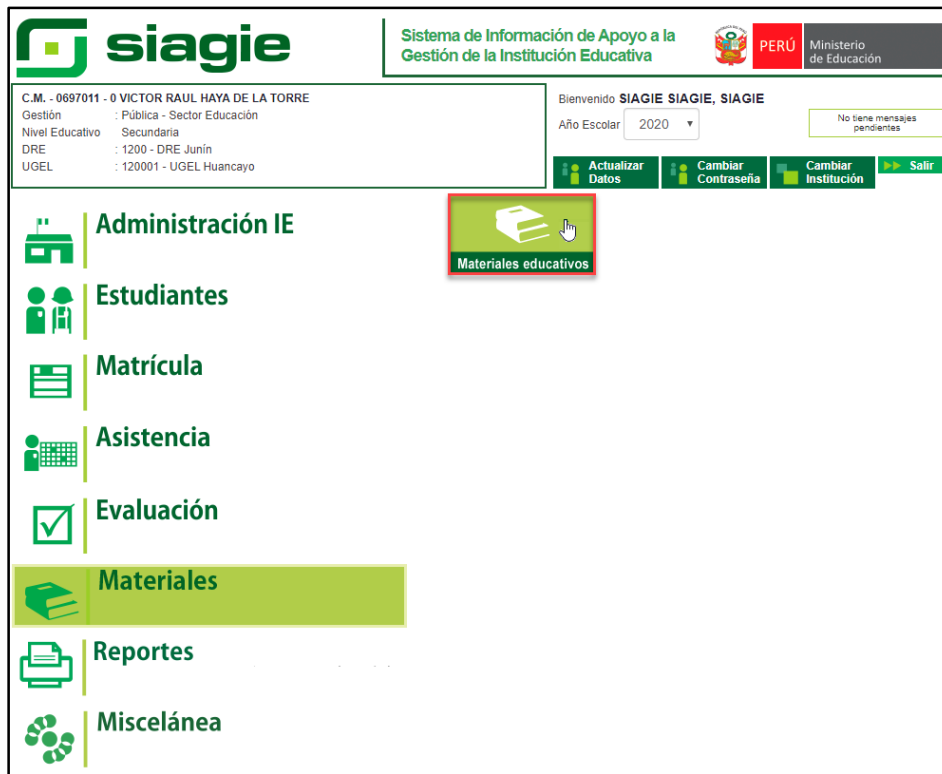 siagie
Sistema de Información de Apoyo a la
Gestión de la Institución Educativa
PERÚ
Ministerio
de Educación
C.M. - 0697011 - 0 VICTOR RAUL HAYA DE LA TORRE
Gestión : Pública - Sector Educación
Nivel Educativo Secundaria
DRE : 1200 - DRE Junín
UGEL : 120001 - UGEL Huancayo
Bienvenido SIAGIE SIAGIE, SIAGIE
Año Escolar 2020
No tiene mensajes
pendientes
Actualizar
Datos
Cambiar
Contraseña
Cambiar
Institución
Salir
Administración IE
Materiales educativos
Estudiantes
Matrícula
Asistencia
Evaluación
Materiales
Reportes
Miscelánea